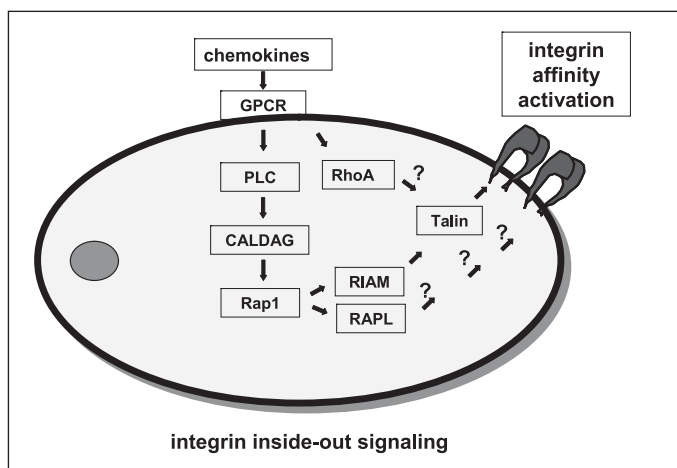 chemokines
GPCR
integrin
affinity
activation
PLC
RhoA
?
CALDAG
Talin
?
?
Rap1
RIAM
?
RAPL
integrin inside-out signaling